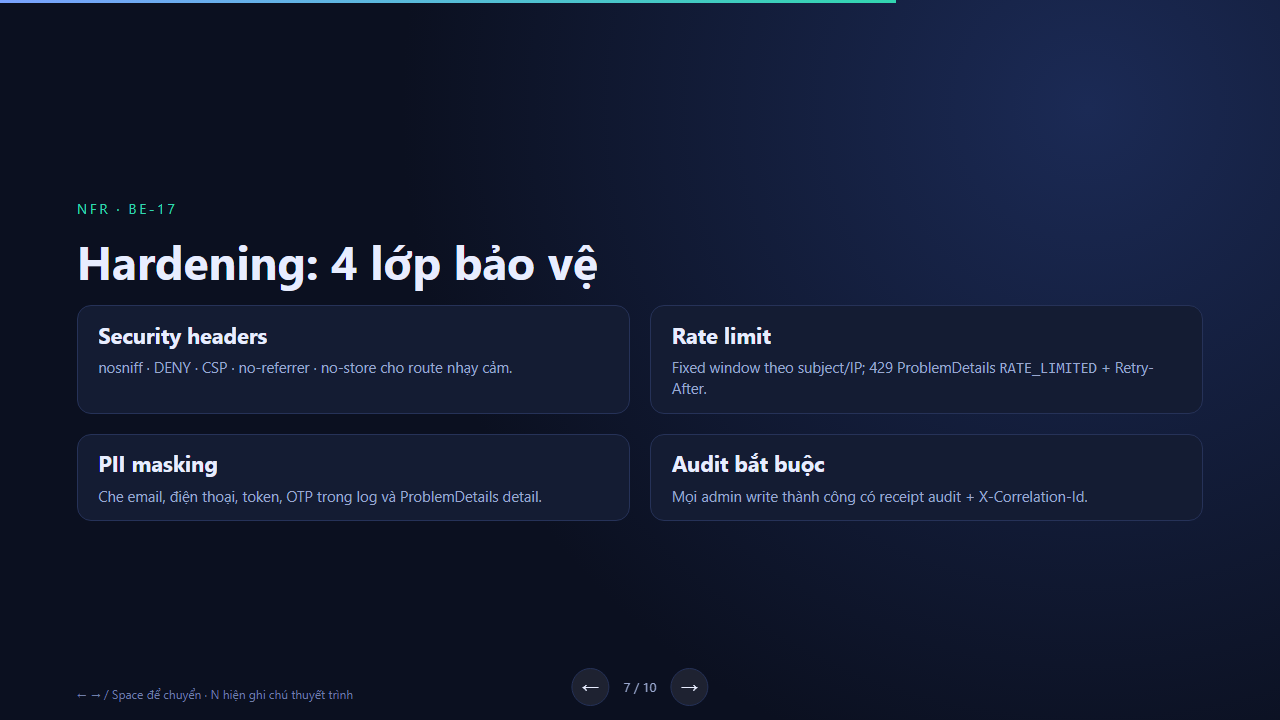 NFR · BE-17
Hardening: 4 lớp bảo vệ
Security headers
nosniff · DENY · CSP · no-referrer · no-store cho route nhạy cảm.
Rate limit
Fixed window theo subject/IP; 429 ProblemDetails RATE_LIMITED + Retry-
After.
PII masking
Che email, điện thoại, token, OTP trong log và ProblemDetails detail.
Audit bắt buộc
Mọi admin write thành công có receipt audit + X-Correlation-Id.
← → / Space để chuyển · N hiện ghi chú thuyết trình
← 7 / 10 →